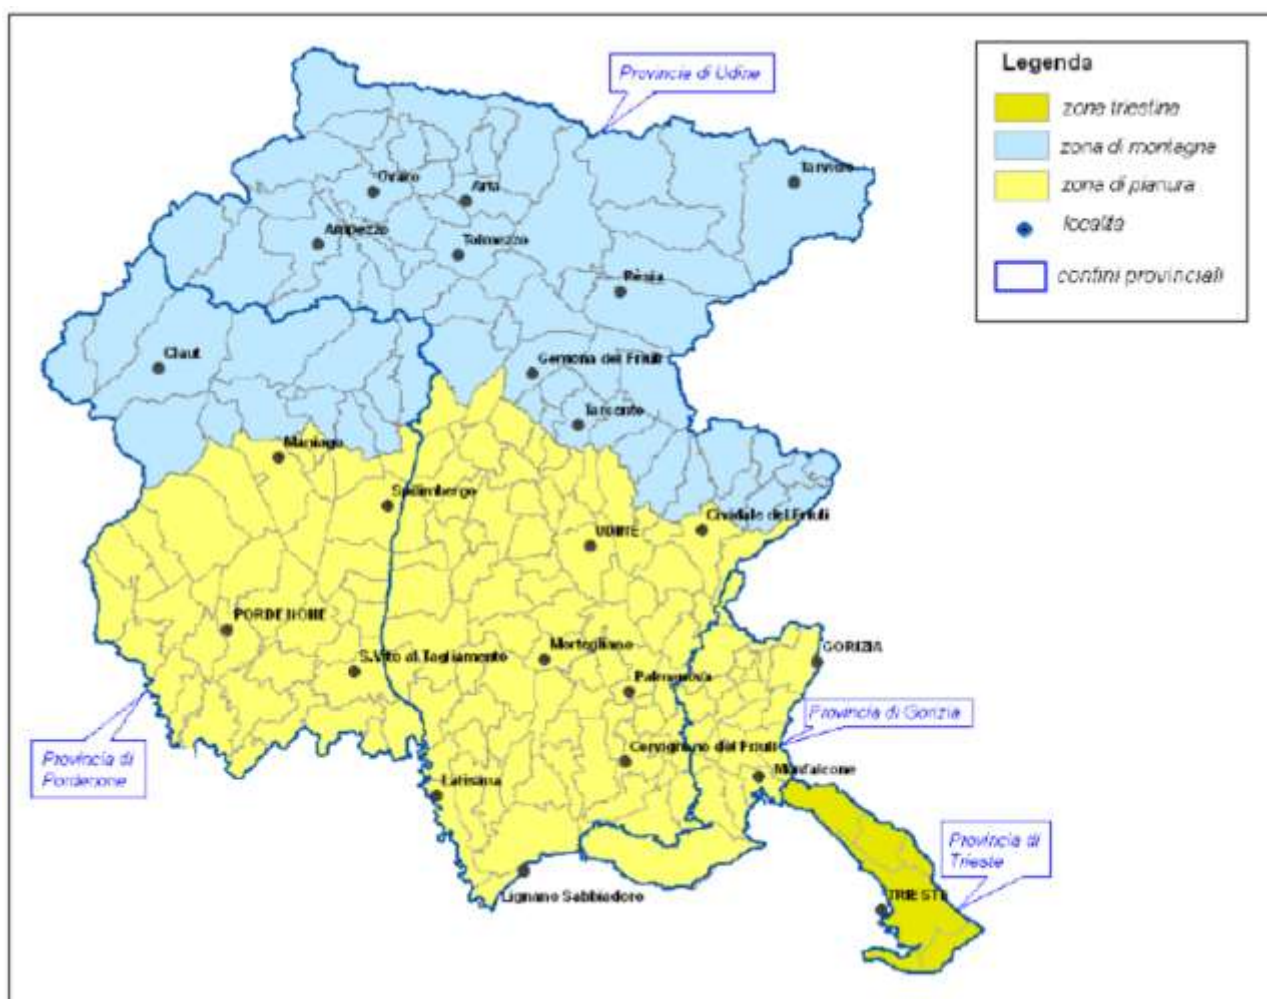 Provincia di Udine
Legenda
zona triestina
zona di montagna
zona di pianura
località
confini provinciali
Tarvisio
Ovaro
Arta
Ampezzo
Tolmezzo
Rèsia
Claut
Gemona del Friuli
Tarcento
Maniago
Spilimbergo
Cividale del Friuli
UDINE
PORDENONE
S.Vito al Tagliamento
Mortegliano
Palmanova
GORIZIA
Provincia di Gorizia
Provincia di
Pordenone
Cervignano del Friuli
Monfalcone
Latisana
Provincia di
Trieste
Lignano Sabbiadoro
TRIESTE